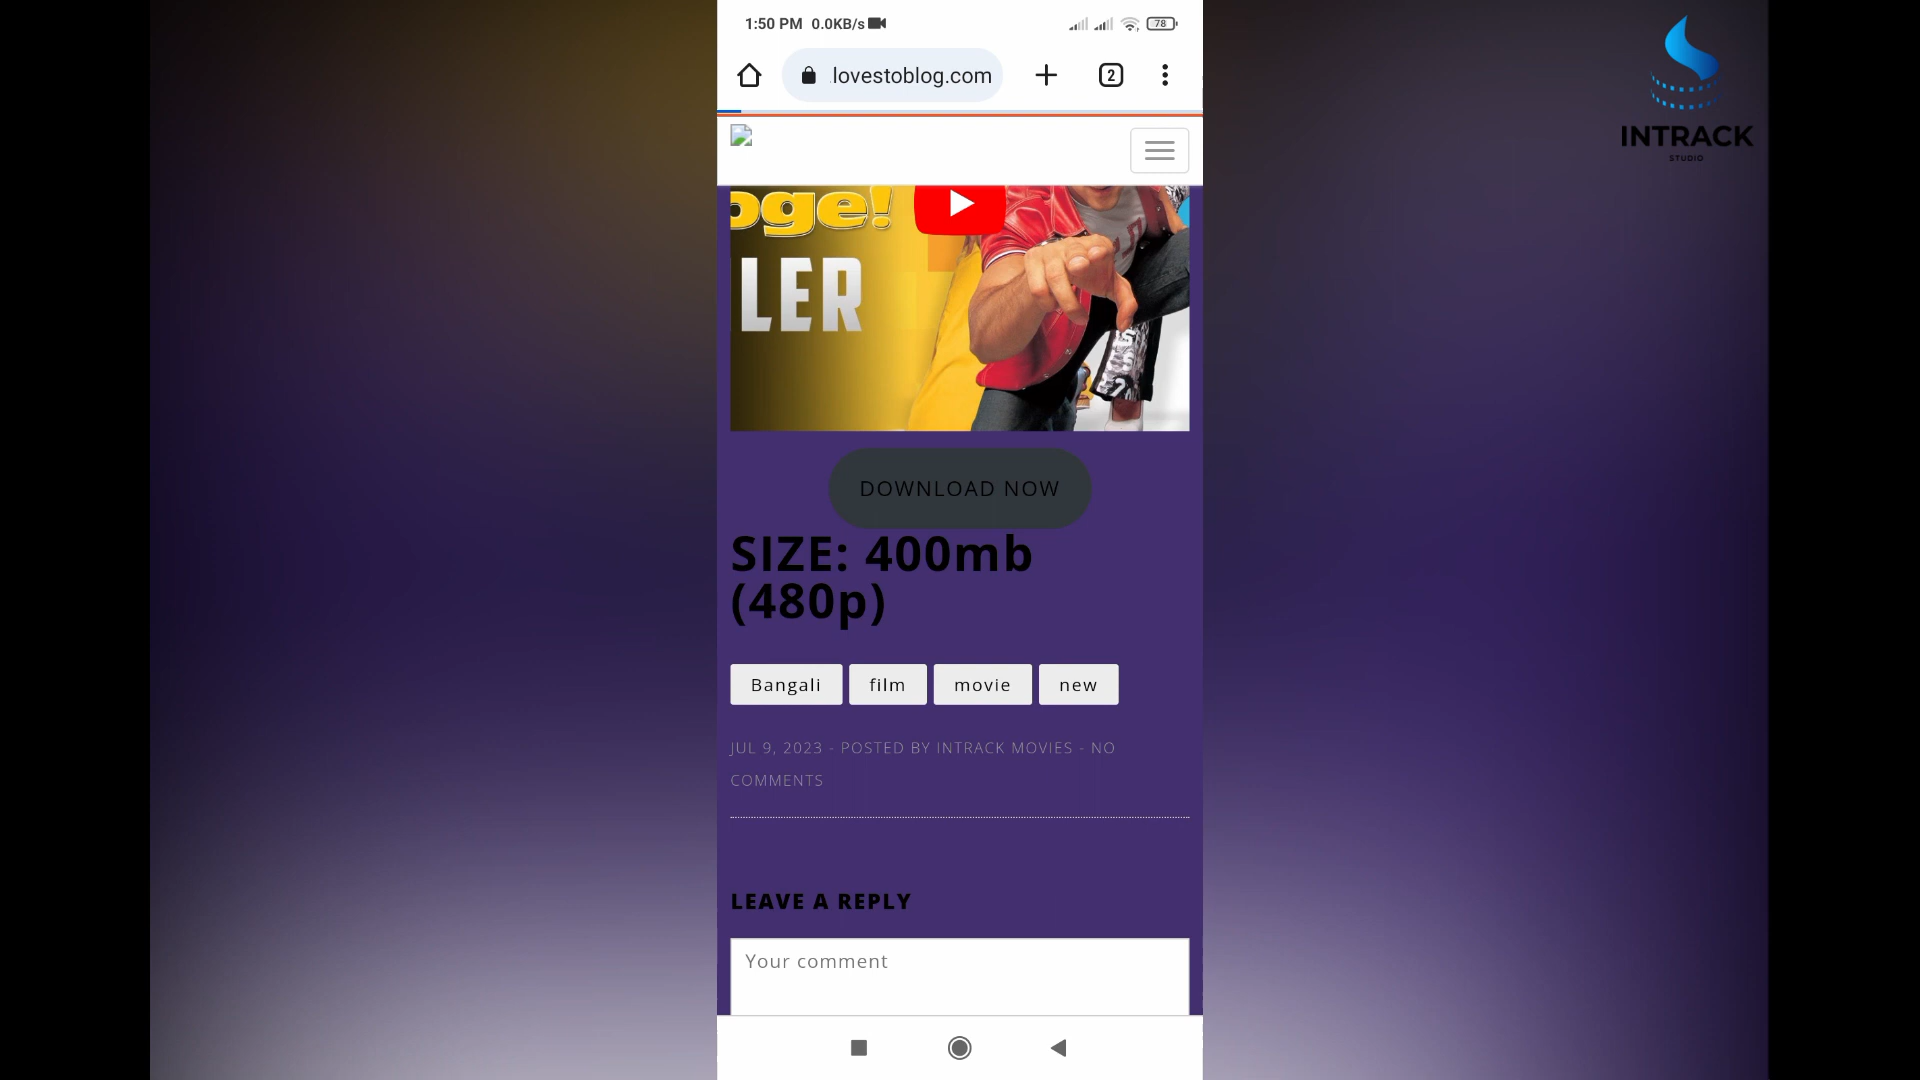 1:50 PM 0.0KB/s 78
.lovestoblog.com 2
INTRACK
STUDIO
oge!
LER
DOWNLOAD NOW
SIZE: 400mb
(480p)
Bangali film movie new
JUL 9, 2023 - POSTED BY INTRACK MOVIES - NO
COMMENTS
LEAVE A REPLY
Your comment